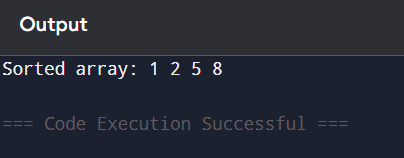 Output
Sorted array: 1 2 5 8
=== Code Execution Successful ===